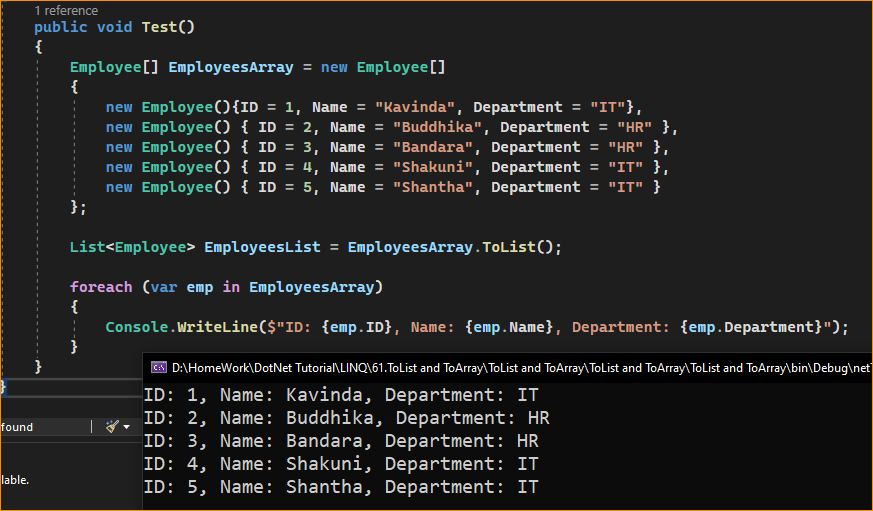 1 reference
public void Test()
{
Employee[] EmployeesArray = new Employee[]
{
new Employee(){ID = 1, Name = "Kavinda", Department = "IT"},
new Employee() { ID = 2, Name = "Buddhika", Department = "HR" },
new Employee() { ID = 3, Name = "Bandara", Department = "HR" },
new Employee() { ID = 4, Name = "Shakuni", Department = "IT" },
new Employee() { ID = 5, Name = "Shantha", Department = "IT" }
};
List<Employee> EmployeesList = EmployeesArray.ToList();
foreach (var emp in EmployeesArray)
{
Console.WriteLine($"ID: {emp.ID}, Name: {emp.Name}, Department: {emp.Department}");
}
}
}
found
lable.
D:\HomeWork\DotNet Tutorial\LINQ\61.ToList and ToArray\ToList and ToArray\ToList and ToArray\ToList and ToArray\bin\Debug\net
ID: 1, Name: Kavinda, Department: IT
ID: 2, Name: Buddhika, Department: HR
ID: 3, Name: Bandara, Department: HR
ID: 4, Name: Shakuni, Department: IT
ID: 5, Name: Shantha, Department: IT